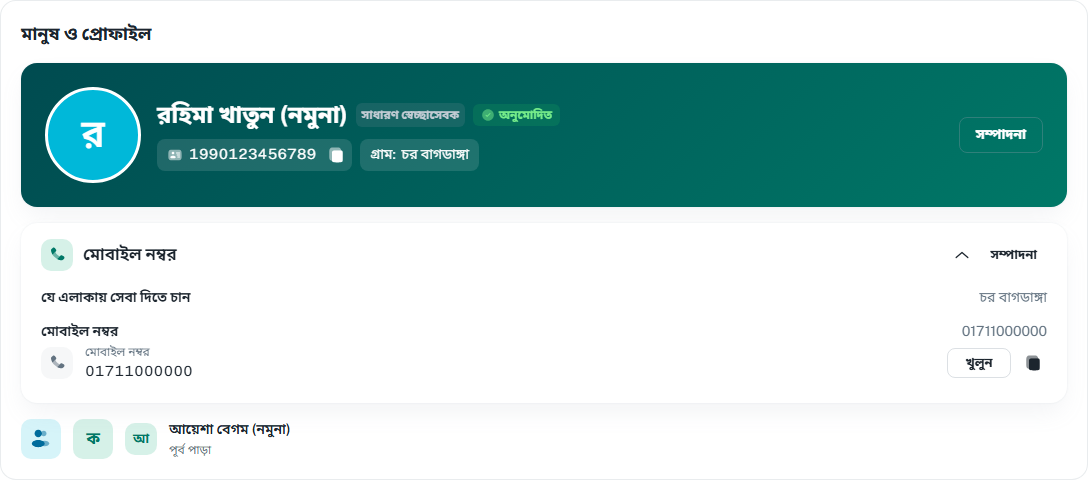 মানুষ ও প্রোফাইল
র
রহিমা খাতুন (নমুনা) সাধারণ স্বেচ্ছাসেবক অনুমোদিত
1990123456789 গ্রাম: চর বাগডাঙ্গা
সম্পাদনা
মোবাইল নম্বর সম্পাদনা
যে এলাকায় সেবা দিতে চান চর বাগডাঙ্গা
মোবাইল নম্বর 01711000000
মোবাইল নম্বর
01711000000 খুলুন
ক আ আয়েশা বেগম (নমুনা)
পূর্ব পাড়া